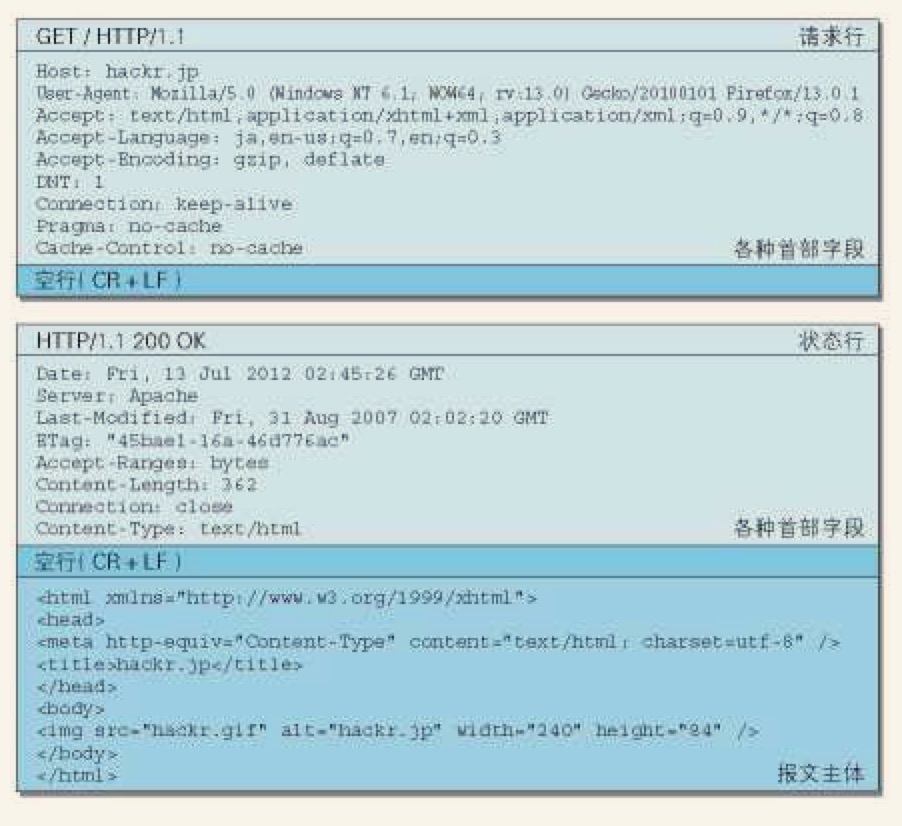 GET / HTTP/1.1 请求行
Host: hackr.jp
User-Agent: Mozilla/5.0 (Windows NT 6.1; WOW64; rv:13.0) Gecko/20100101 Firefox/13.0.1
Accept: text/html,application/xhtml+xml,application/xml;q=0.9,*/*;q=0.8
Accept-Language: ja,en-us;q=0.7,en;q=0.3
Accept-Encoding: gzip, deflate
DNT: 1
Connection: keep-alive
Pragma: no-cache
Cache-Control: no-cache 各种首部字段
空行( CR + LF )
HTTP/1.1 200 OK 状态行
Date: Fri, 13 Jul 2012 02:45:26 GMT
Server: Apache
Last-Modified: Fri, 31 Aug 2007 02:02:20 GMT
ETag: "45bae1-16a-46d776ac"
Accept-Ranges: bytes
Content-Length: 362
Connection: close
Content-Type: text/html 各种首部字段
空行( CR + LF )
<html xmlns="http://www.w3.org/1999/xhtml">
<head>
<meta http-equiv="Content-Type" content="text/html; charset=utf-8" />
<title>hackr.jp</title>
</head>
<body>
<img src="hackr.gif" alt="hackr.jp" width="240" height="84" />
</body>
</html> 报文主体